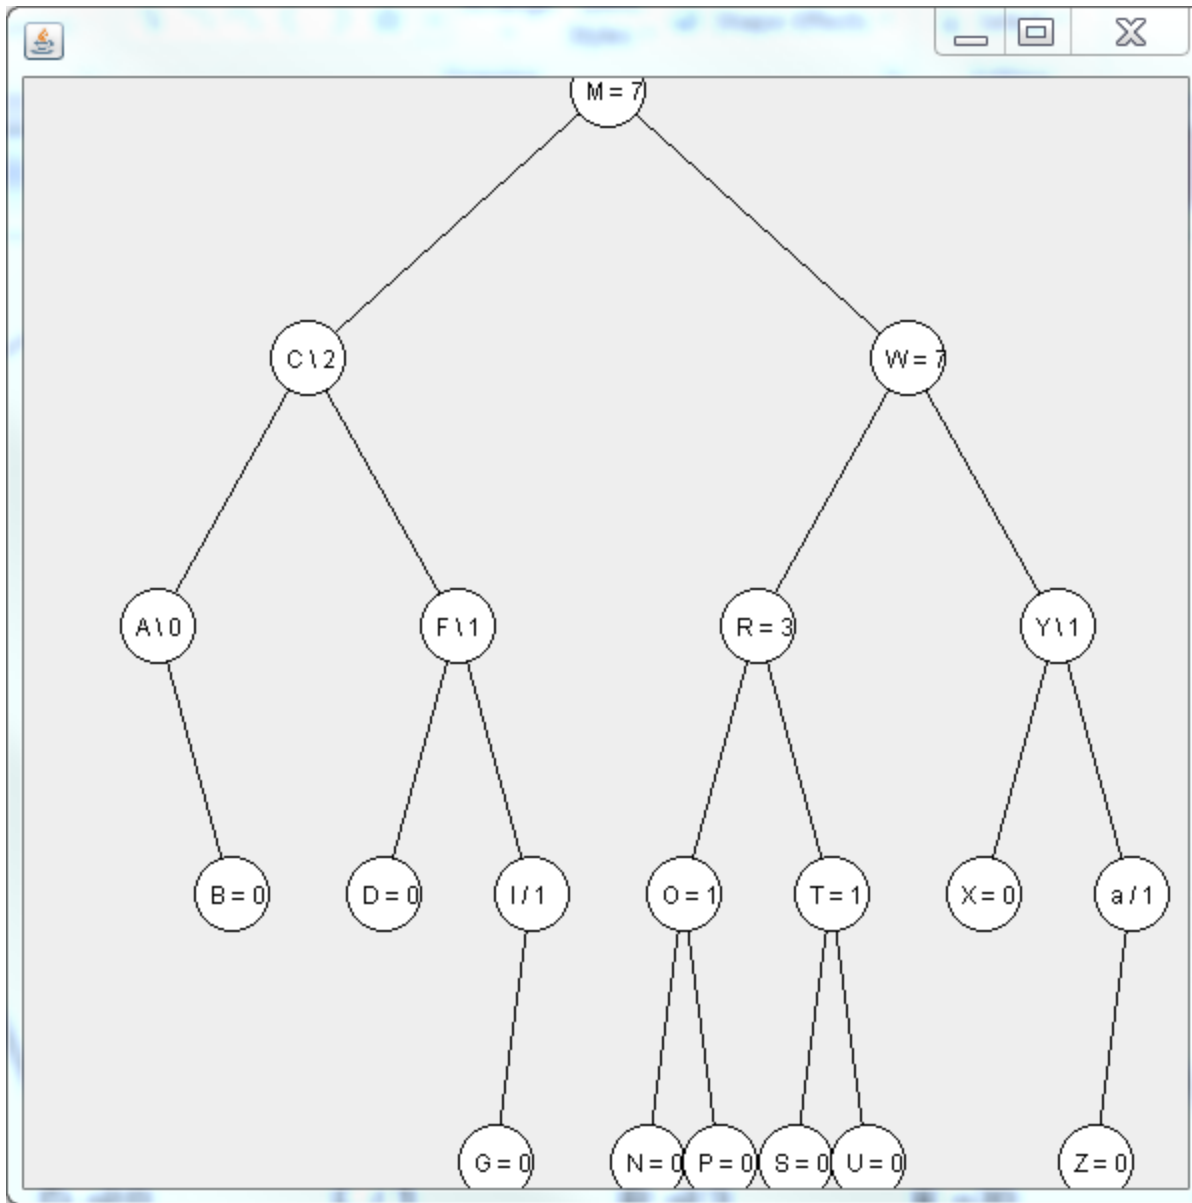 M = 7
C \ 2
W = 7
A \ 0
F \ 1
R = 3
Y \ 1
B = 0
D = 0
I / 1
O = 1
T = 1
X = 0
a / 1
G = 0
N = 0
P = 0
S = 0
U = 0
Z = 0